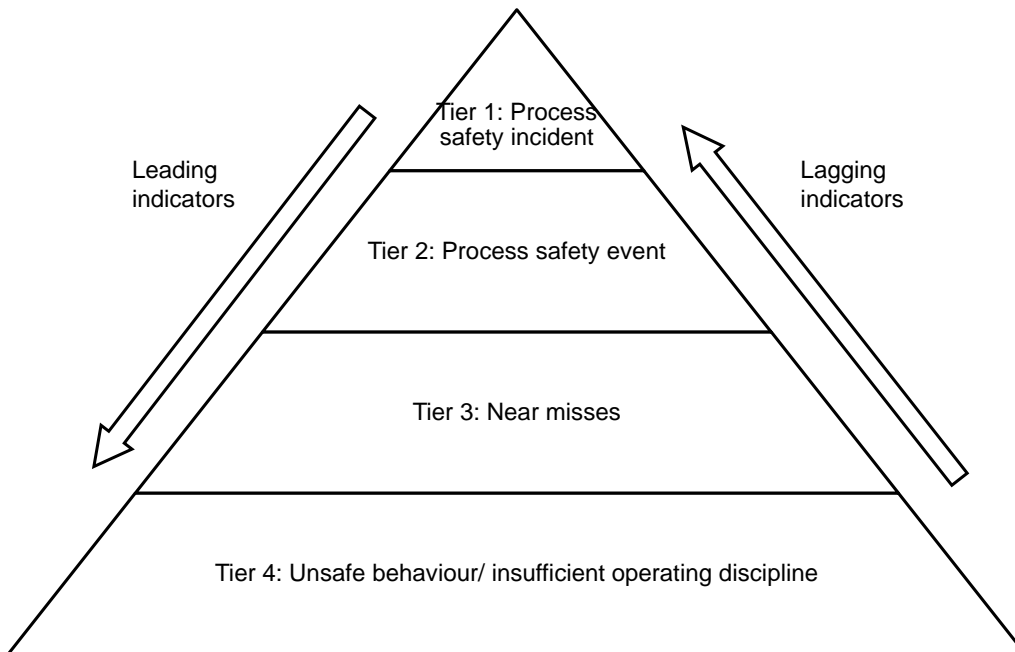 Tier 1: Process
safety incident
Leading
indicators
Lagging
indicators
Tier 2: Process safety event
Tier 3: Near misses
Tier 4: Unsafe behaviour/ insufficient operating discipline